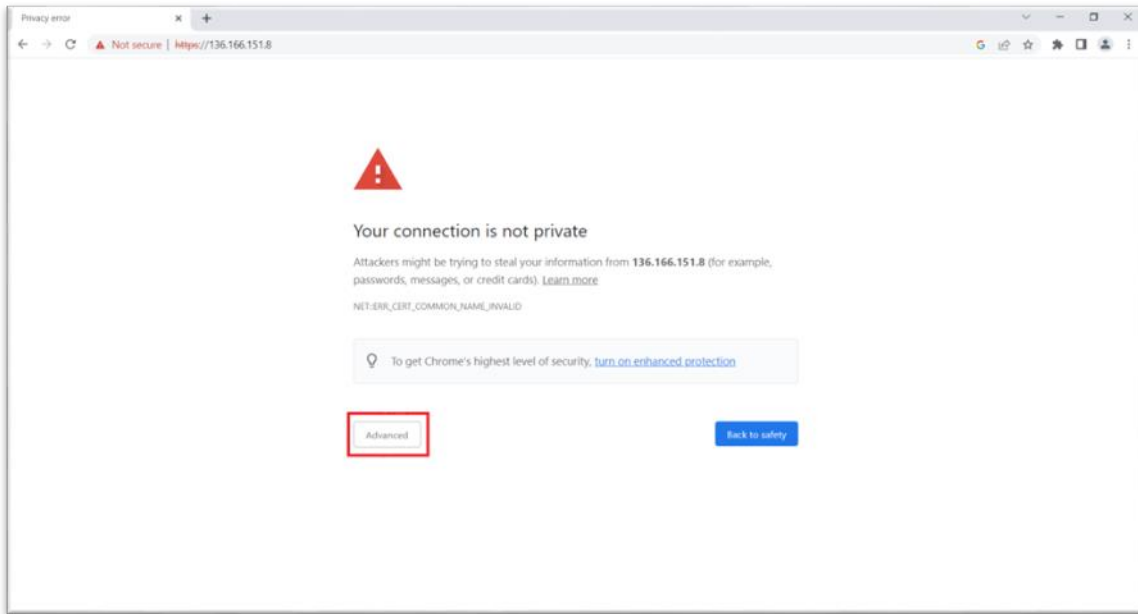 Privacy error
Not secure | https://136.166.151.8
Your connection is not private
Attackers might be trying to steal your information from 136.166.151.8 (for example,
passwords, messages, or credit cards). Learn more
NET::ERR_CERT_COMMON_NAME_INVALID
To get Chrome's highest level of security, turn on enhanced protection
Advanced
Back to safety